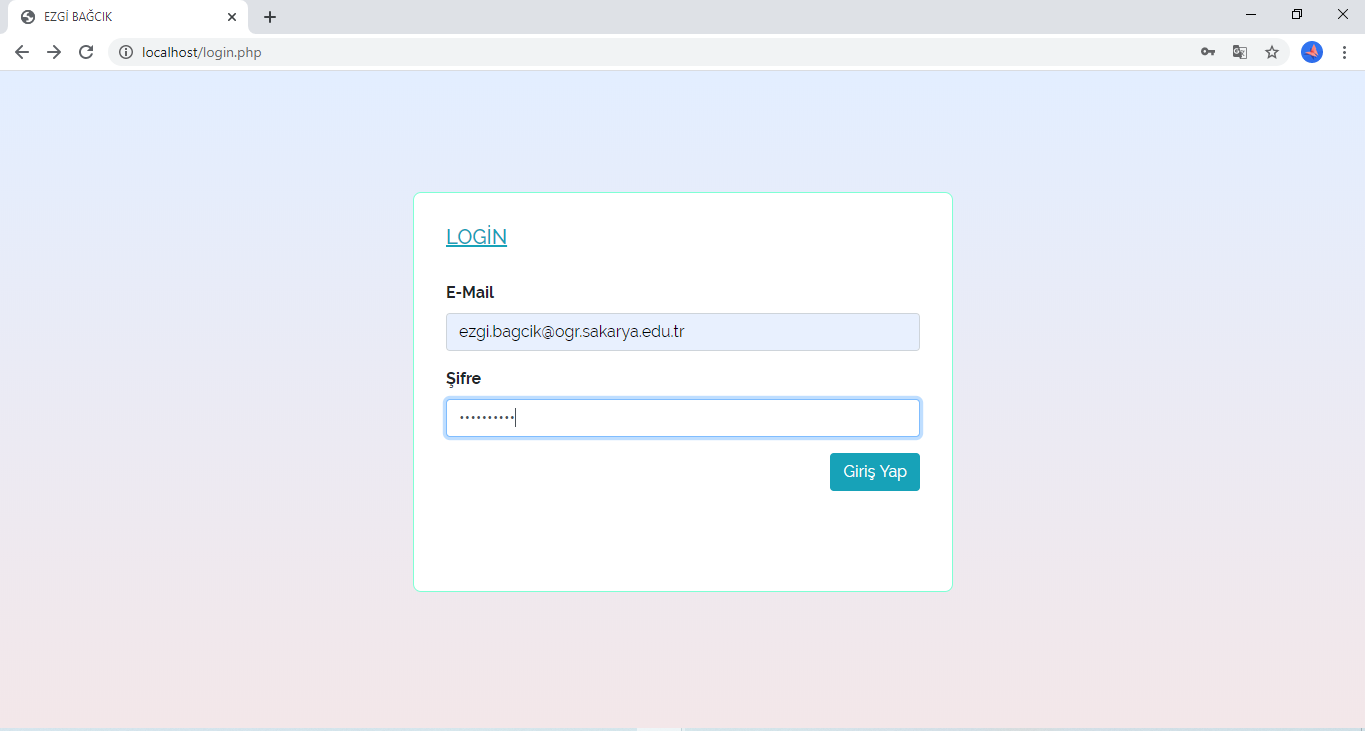 EZGİ BAĞCIK
localhost/login.php
LOGİN
E-Mail
ezgi.bagcik@ogr.sakarya.edu.tr
Şifre
••••••••••
Giriş Yap